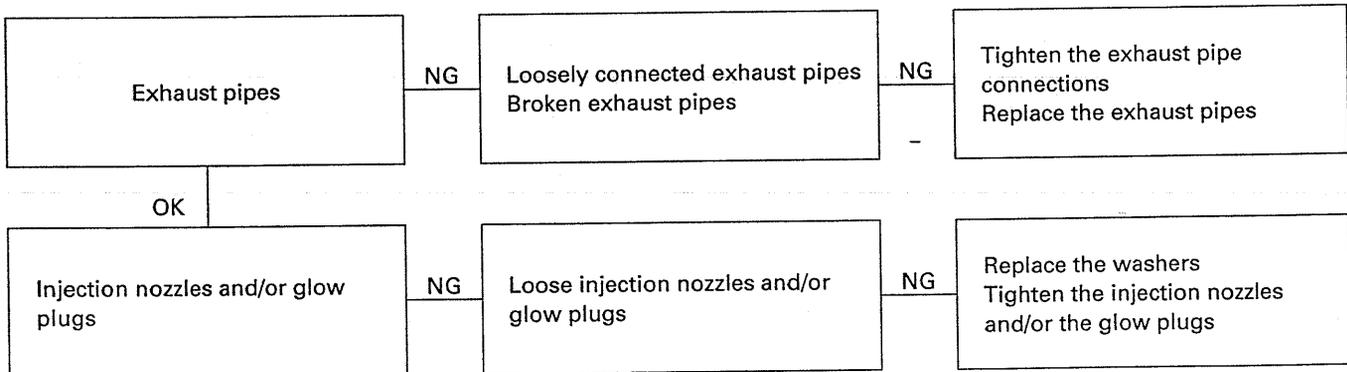 Exhaust pipes
NG
Loosely connected exhaust pipes
Broken exhaust pipes
NG
Tighten the exhaust pipe
connections
Replace the exhaust pipes
–
OK
Injection nozzles and/or glow
plugs
NG
Loose injection nozzles and/or
glow plugs
NG
Replace the washers
Tighten the injection nozzles
and/or the glow plugs